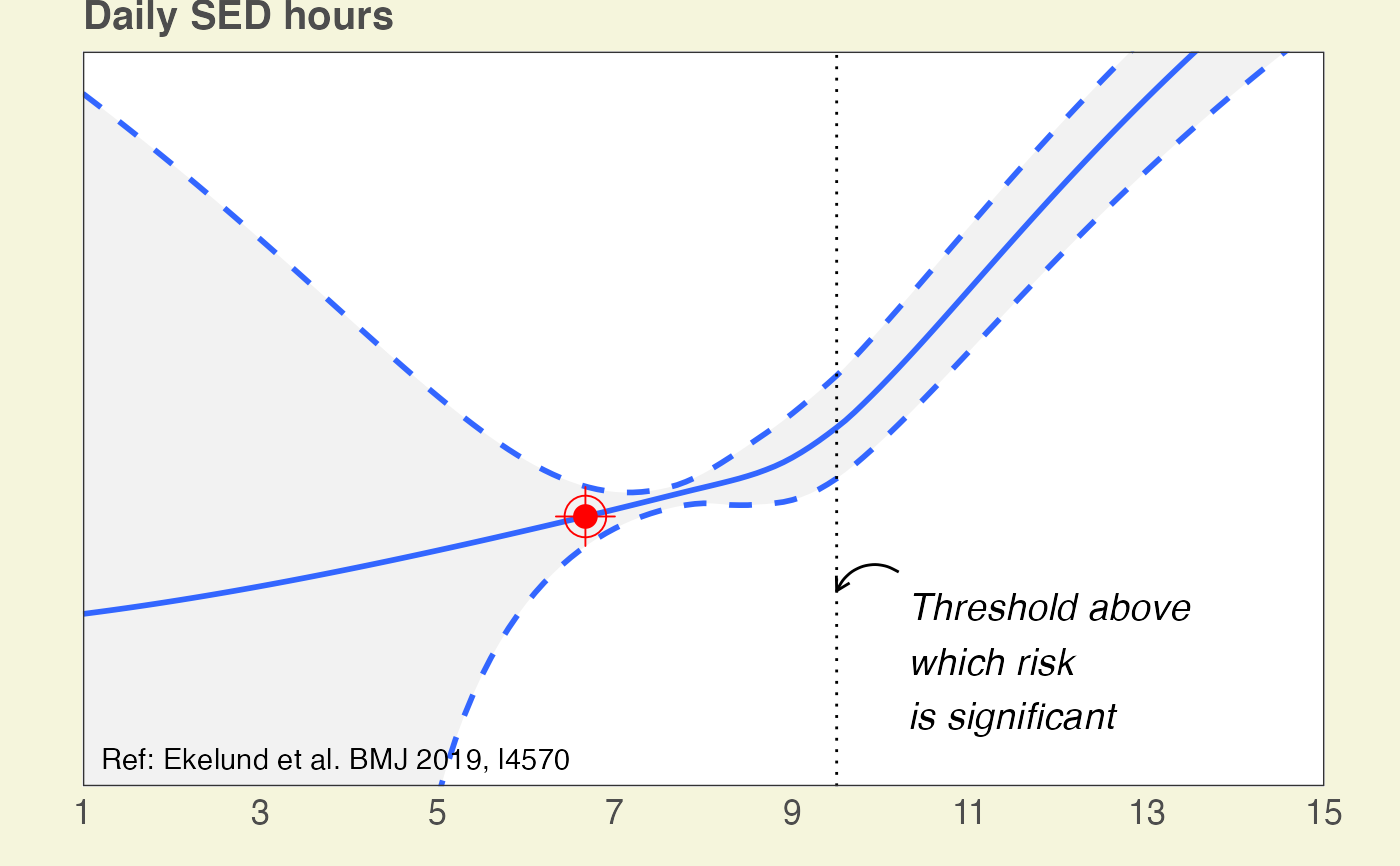 Daily SED hours
Threshold above
which risk
is significant
Ref: Ekelund et al. BMJ 2019, l4570
1 3 5 7 9 11 13 15